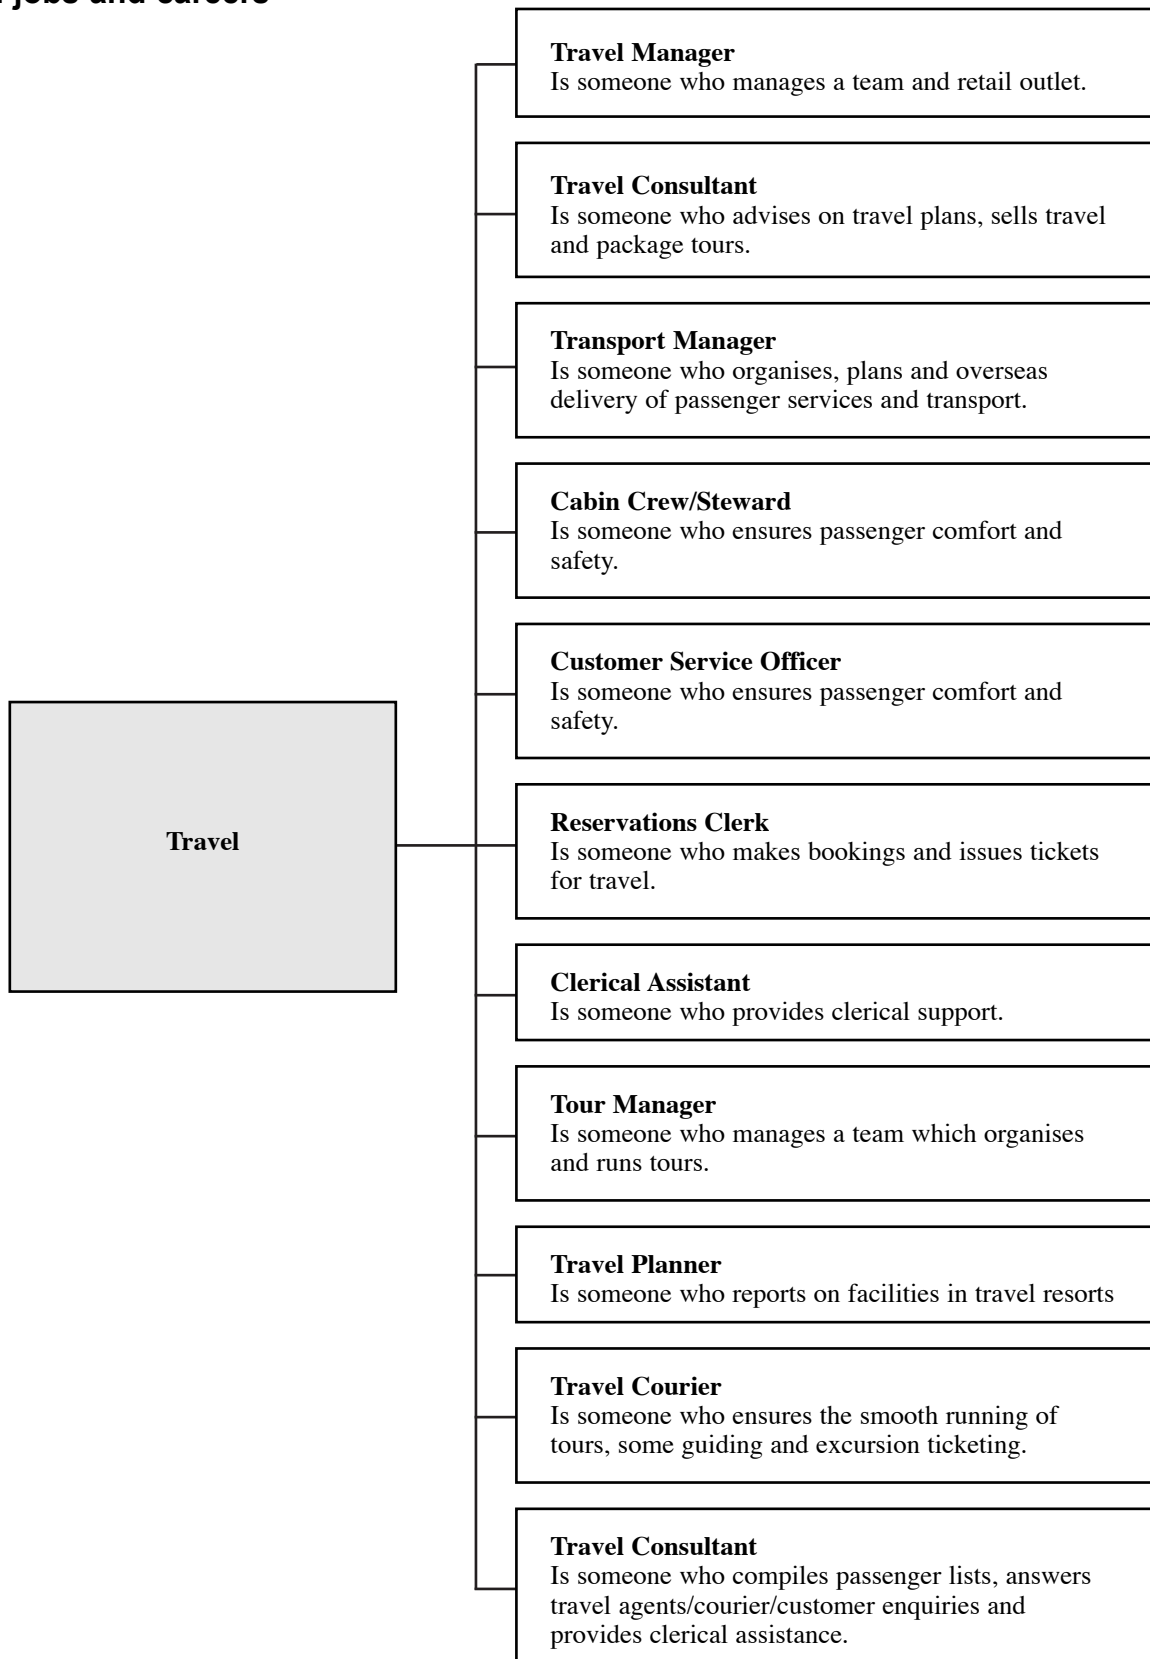 jobs and careers
Travel Manager
Is someone who manages a team and retail outlet.
Travel Consultant
Is someone who advises on travel plans, sells travel
and package tours.
Transport Manager
Is someone who organises, plans and overseas
delivery of passenger services and transport.
Cabin Crew/Steward
Is someone who ensures passenger comfort and
safety.
Customer Service Officer
Is someone who ensures passenger comfort and
safety.
Travel
Reservations Clerk
Is someone who makes bookings and issues tickets
for travel.
Clerical Assistant
Is someone who provides clerical support.
Tour Manager
Is someone who manages a team which organises
and runs tours.
Travel Planner
Is someone who reports on facilities in travel resorts
Travel Courier
Is someone who ensures the smooth running of
tours, some guiding and excursion ticketing.
Travel Consultant
Is someone who compiles passenger lists, answers
travel agents/courier/customer enquiries and
provides clerical assistance.